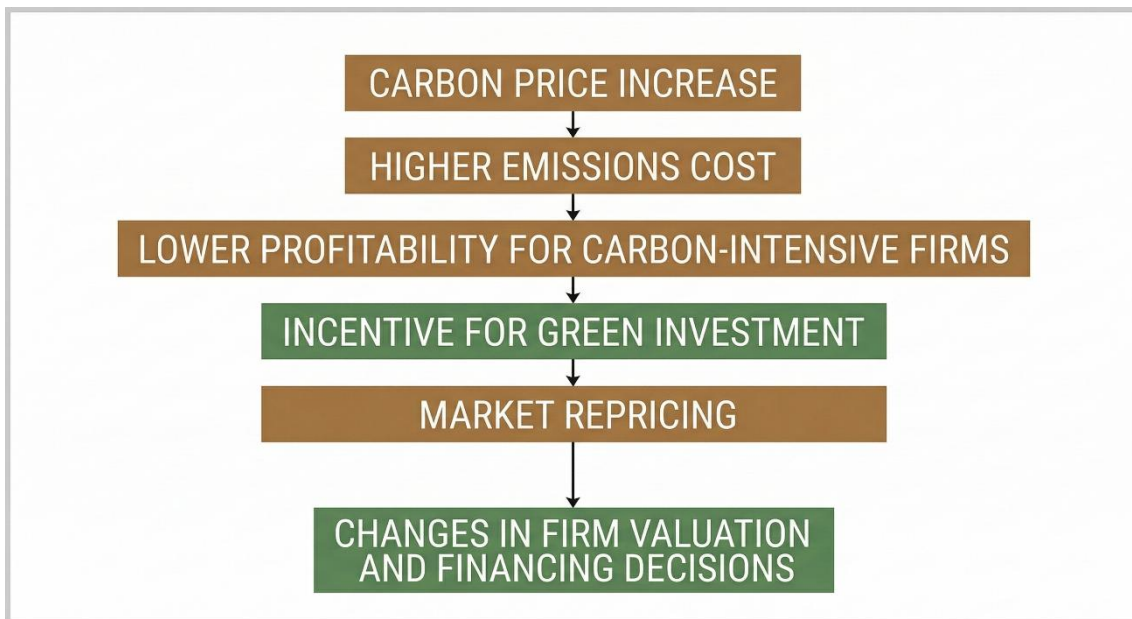 CARBON PRICE INCREASE
HIGHER EMISSIONS COST
LOWER PROFITABILITY FOR CARBON-INTENSIVE FIRMS
INCENTIVE FOR GREEN INVESTMENT
MARKET REPRICING
CHANGES IN FIRM VALUATION
AND FINANCING DECISIONS